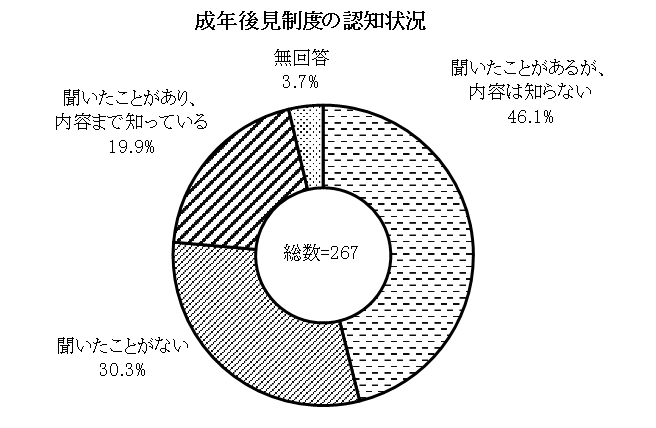 成年後見制度の認知状況
無回答
3.7%
聞いたことがあるが、
内容は知らない
46.1%
聞いたことがあり、
内容まで知っている
19.9%
総数=267
聞いたことがない
30.3%